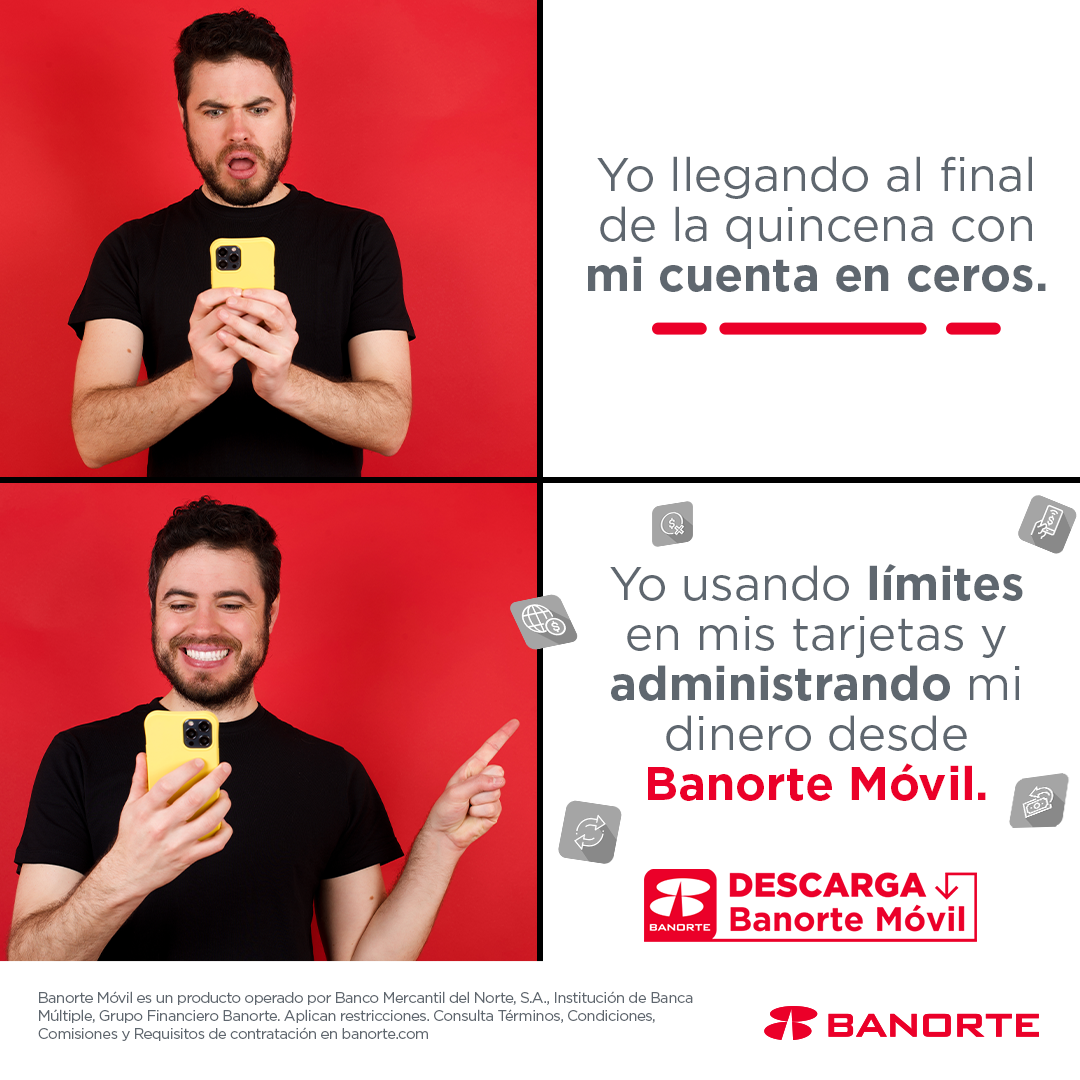 Yo llegando al final
de la quincena con
mi cuenta en ceros.
Yo usando límites
en mis tarjetas y
administrando mi
dinero desde
Banorte Móvil.
BANORTE
DESCARGA
Banorte Móvil
Banorte Móvil es un producto operado por Banco Mercantil del Norte, S.A., Institución de Banca
Múltiple, Grupo Financiero Banorte. Aplican restricciones. Consulta Términos, Condiciones,
Comisiones y Requisitos de contratación en banorte.com
BANORTE